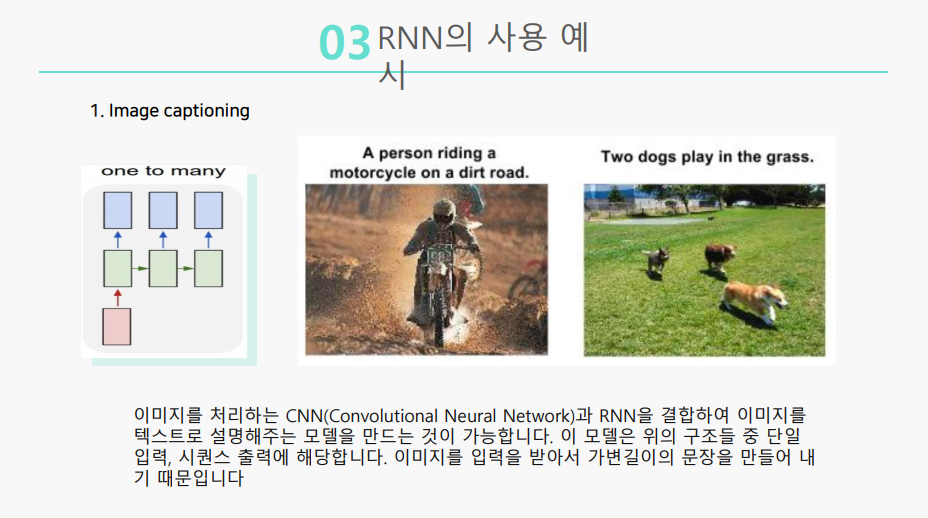 03 RNN의 사용 예
시
1. Image captioning
one to many
A person riding a
motorcycle on a dirt road.
Two dogs play in the grass.
이미지를 처리하는 CNN(Convolutional Neural Network)과 RNN을 결합하여 이미지를
텍스트로 설명해주는 모델을 만드는 것이 가능합니다. 이 모델은 위의 구조들 중 단일
입력, 시퀀스 출력에 해당합니다. 이미지를 입력을 받아서 가변길이의 문장을 만들어 내
기 때문입니다